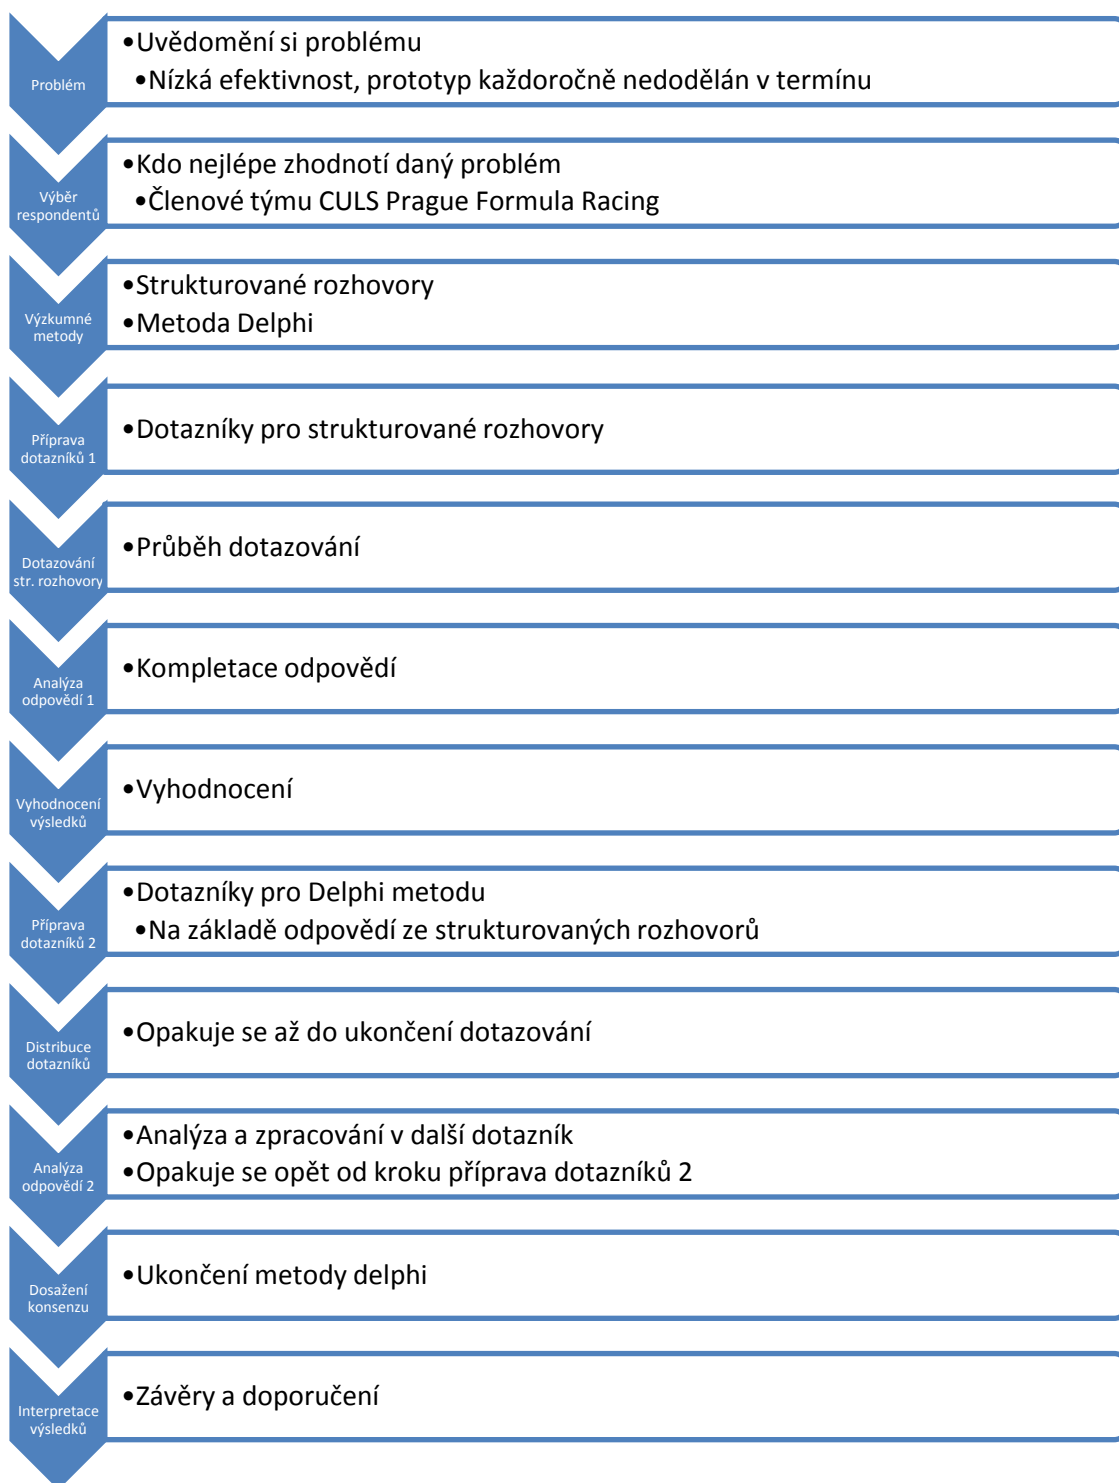 Problém
•Uvědomění si problému
•Nízká efektivnost, prototyp každoročně nedodělán v termínu
Výběr
respondentů
•Kdo nejlépe zhodnotí daný problém
•Členové týmu CULS Prague Formula Racing
Výzkumné
metody
•Strukturované rozhovory
•Metoda Delphi
Příprava
dotazníků 1
•Dotazníky pro strukturované rozhovory
Dotazování
str. rozhovory
•Průběh dotazování
Analýza
odpovědí 1
•Kompletace odpovědí
Vyhodnocení
výsledků
•Vyhodnocení
Příprava
dotazníků 2
•Dotazníky pro Delphi metodu
•Na základě odpovědí ze strukturovaných rozhovorů
Distribuce
dotazníků
•Opakuje se až do ukončení dotazování
Analýza
odpovědí 2
•Analýza a zpracování v další dotazník
•Opakuje se opět od kroku příprava dotazníků 2
Dosažení
konsenzu
•Ukončení metody delphi
Interpretace
výsledků
•Závěry a doporučení